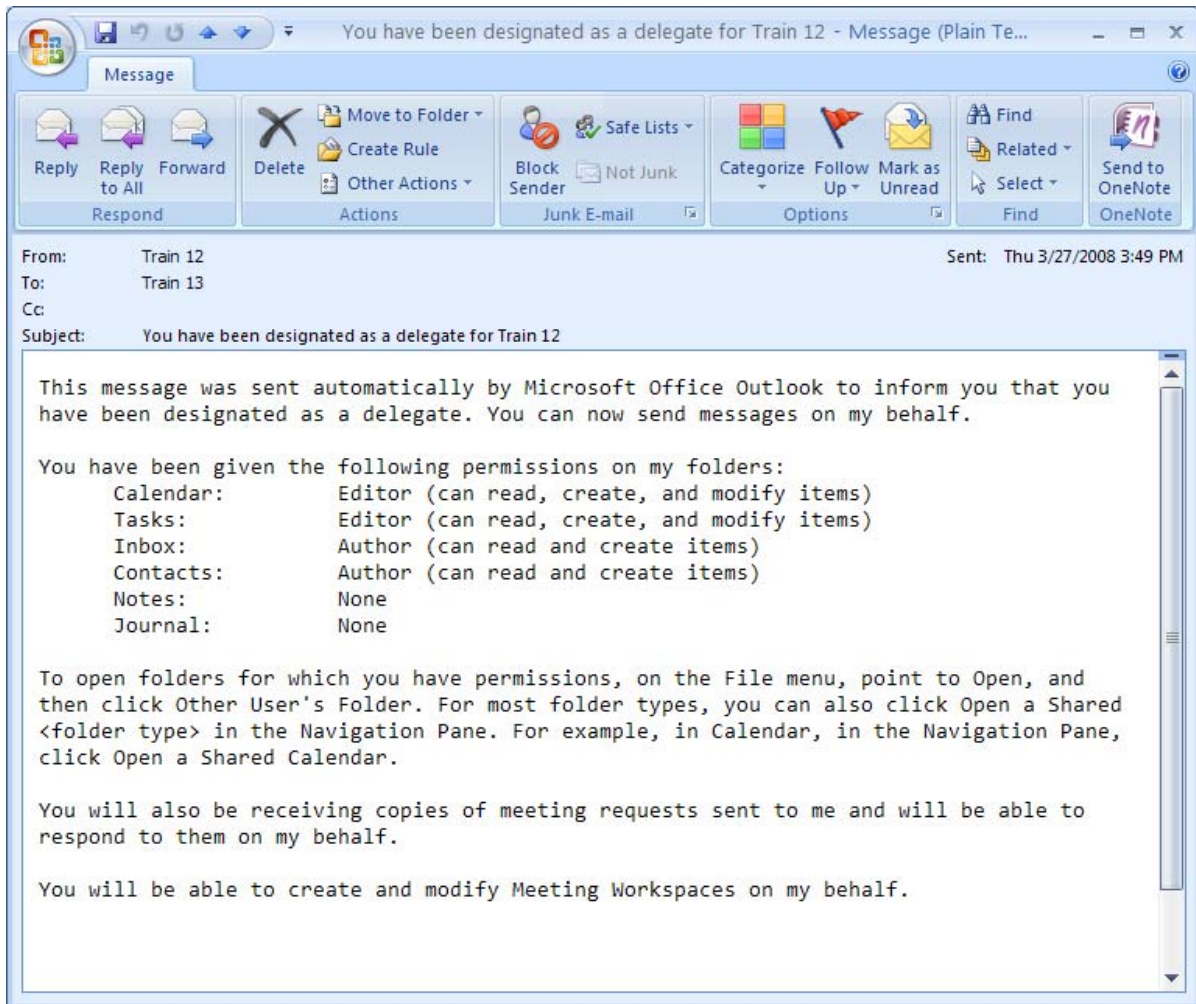 You have been designated as a delegate for Train 12 - Message (Plain Te...
Message
Reply
Reply to All
Forward
Respond
Delete
Move to Folder
Create Rule
Other Actions
Actions
Block Sender
Safe Lists
Not Junk
Junk E-mail
Categorize
Follow Up
Mark as Unread
Options
Find
Related
Select
Find
Send to OneNote
OneNote
From: Train 12
Sent: Thu 3/27/2008 3:49 PM
To: Train 13
Cc:
Subject: You have been designated as a delegate for Train 12
This message was sent automatically by Microsoft Office Outlook to inform you that you
have been designated as a delegate. You can now send messages on my behalf.
You have been given the following permissions on my folders:
Calendar: Editor (can read, create, and modify items)
Tasks: Editor (can read, create, and modify items)
Inbox: Author (can read and create items)
Contacts: Author (can read and create items)
Notes: None
Journal: None
To open folders for which you have permissions, on the File menu, point to Open, and
then click Other User's Folder. For most folder types, you can also click Open a Shared
<folder type> in the Navigation Pane. For example, in Calendar, in the Navigation Pane,
click Open a Shared Calendar.
You will also be receiving copies of meeting requests sent to me and will be able to
respond to them on my behalf.
You will be able to create and modify Meeting Workspaces on my behalf.